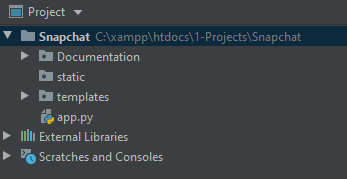 Project
Snapchat C:\xampp\htdocs\1-Projects\Snapchat
Documentation
static
templates
app.py
External Libraries
Scratches and Consoles